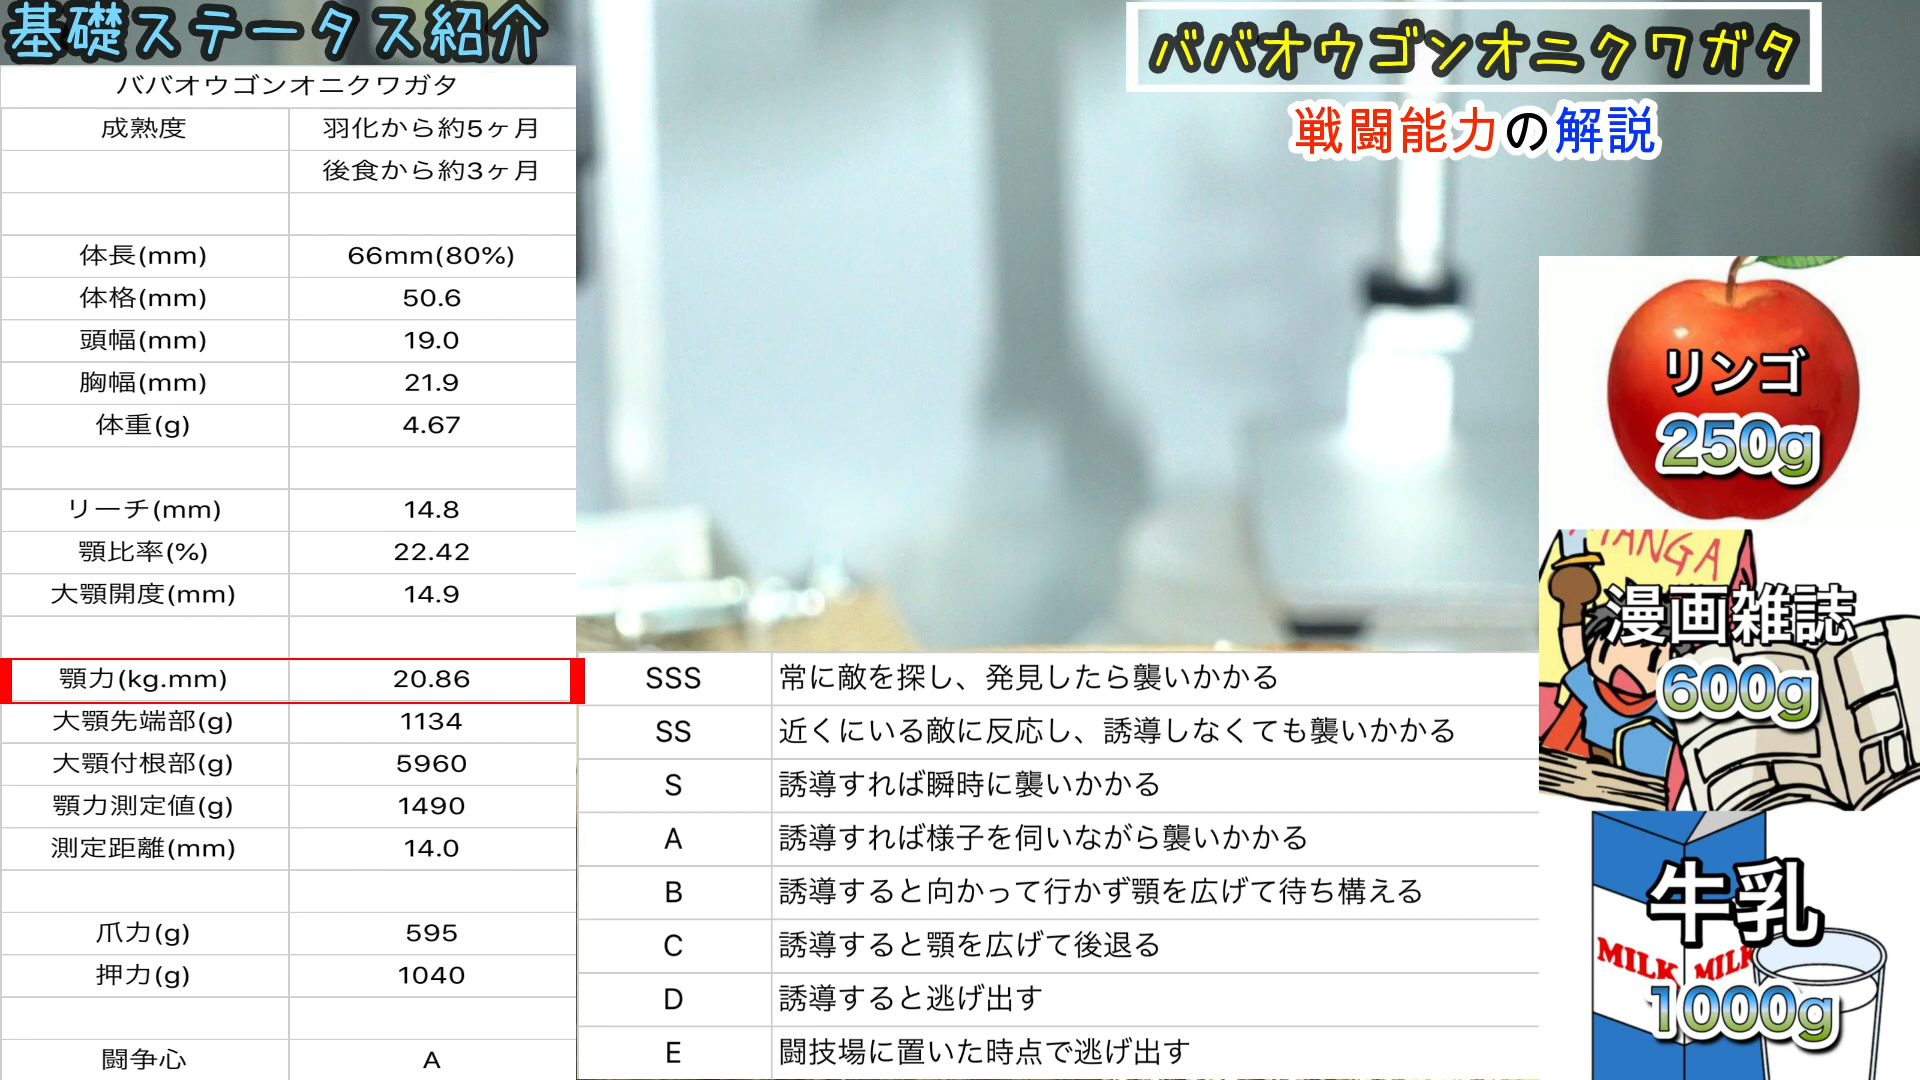 基礎ステータス紹介
ババオウゴンオニクワガタ
成熟度 羽化から約5ヶ月
後食から約3ヶ月
体長(mm) 66mm(80%)
体格(mm) 50.6
頭幅(mm) 19.0
胸幅(mm) 21.9
体重(g) 4.67
リーチ(mm) 14.8
顎比率(%) 22.42
大顎開度(mm) 14.9
顎力(kg.mm) 20.86
大顎先端部(g) 1134
大顎付根部(g) 5960
顎力測定値(g) 1490
測定距離(mm) 14.0
爪力(g) 595
押力(g) 1040
闘争心 A
ババオウゴンオニクワガタ
戦闘能力の解説
SSS 常に敵を探し、発見したら襲いかかる
SS 近くにいる敵に反応し、誘導しなくても襲いかかる
S 誘導すれば瞬時に襲いかかる
A 誘導すれば様子を伺いながら襲いかかる
B 誘導すると向かって行かず顎を広げて待ち構える
C 誘導すると顎を広げて後退る
D 誘導すると逃げ出す
E 闘技場に置いた時点で逃げ出す
リンゴ
250g
MANGA
漫画雑誌
600g
牛乳
MILK MILK
1000g